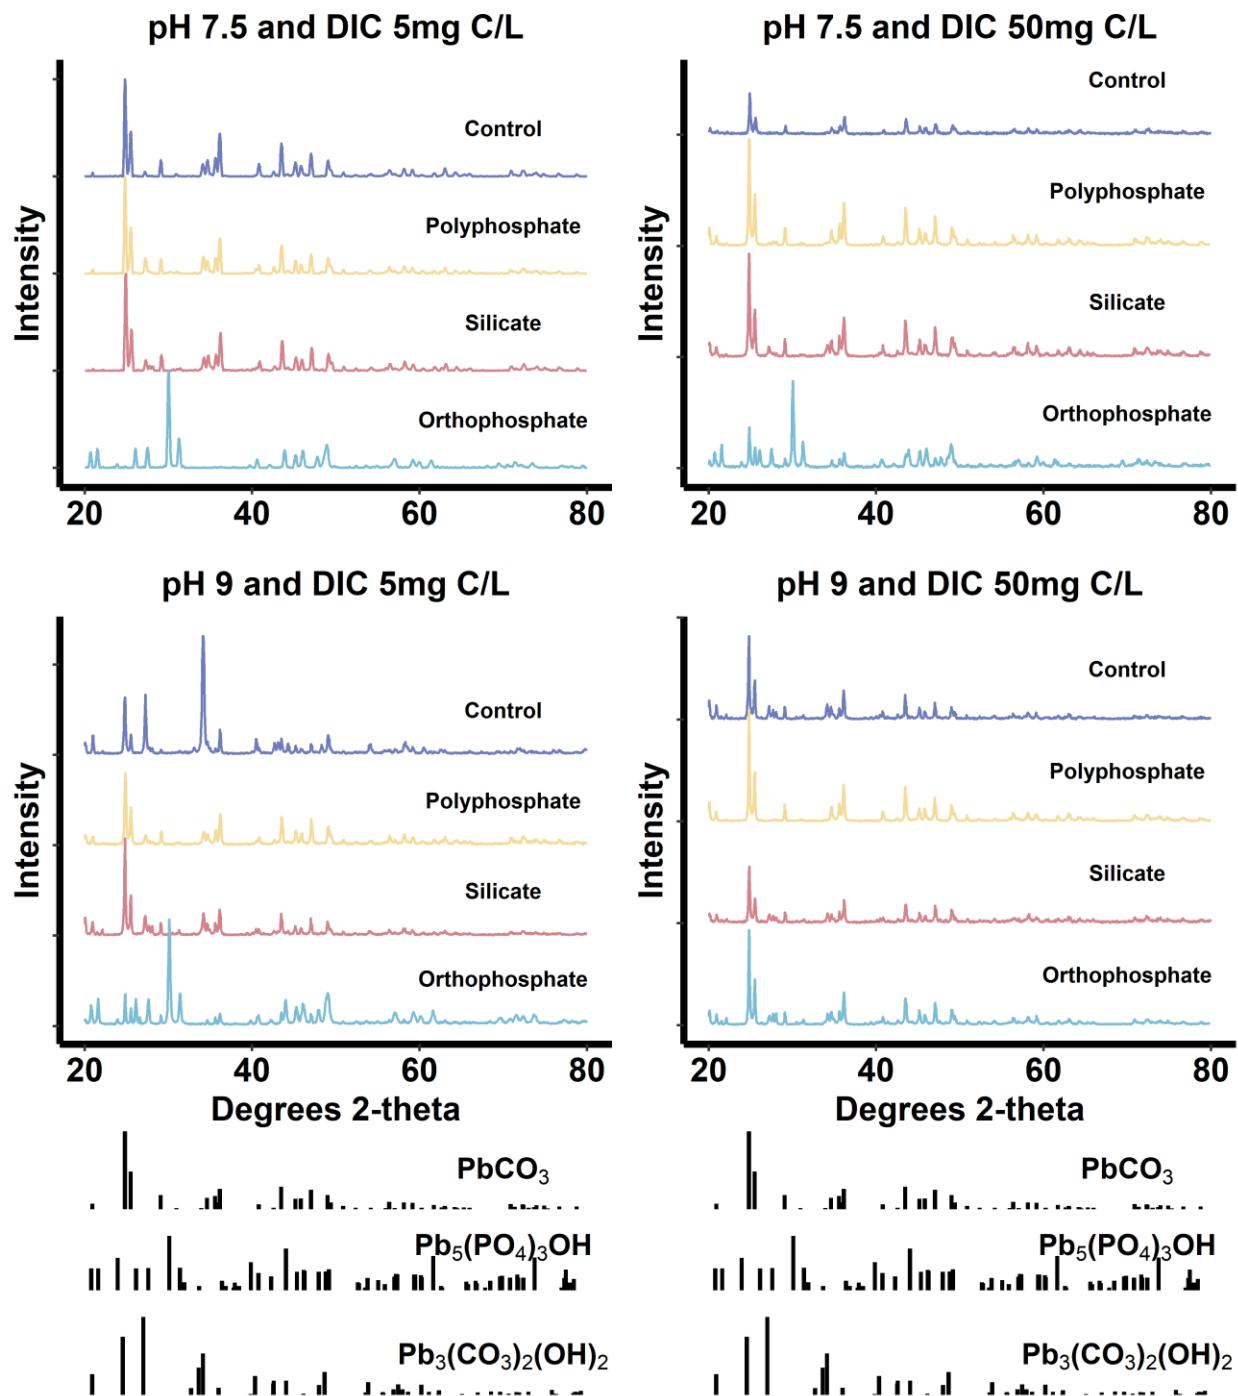 pH 7.5 and DIC 5mg C/L
pH 7.5 and DIC 50mg C/L
Intensity
Control
Polyphosphate
Silicate
Orthophosphate
20 40 60 80
Intensity
Control
Polyphosphate
Silicate
Orthophosphate
20 40 60 80
pH 9 and DIC 5mg C/L
pH 9 and DIC 50mg C/L
Intensity
Control
Polyphosphate
Silicate
Orthophosphate
20 40 60 80
Degrees 2-theta
Intensity
Control
Polyphosphate
Silicate
Orthophosphate
20 40 60 80
Degrees 2-theta
PbCO₃
Pb₅(PO₄)₃OH
Pb₃(CO₃)₂(OH)₂
PbCO₃
Pb₅(PO₄)₃OH
Pb₃(CO₃)₂(OH)₂